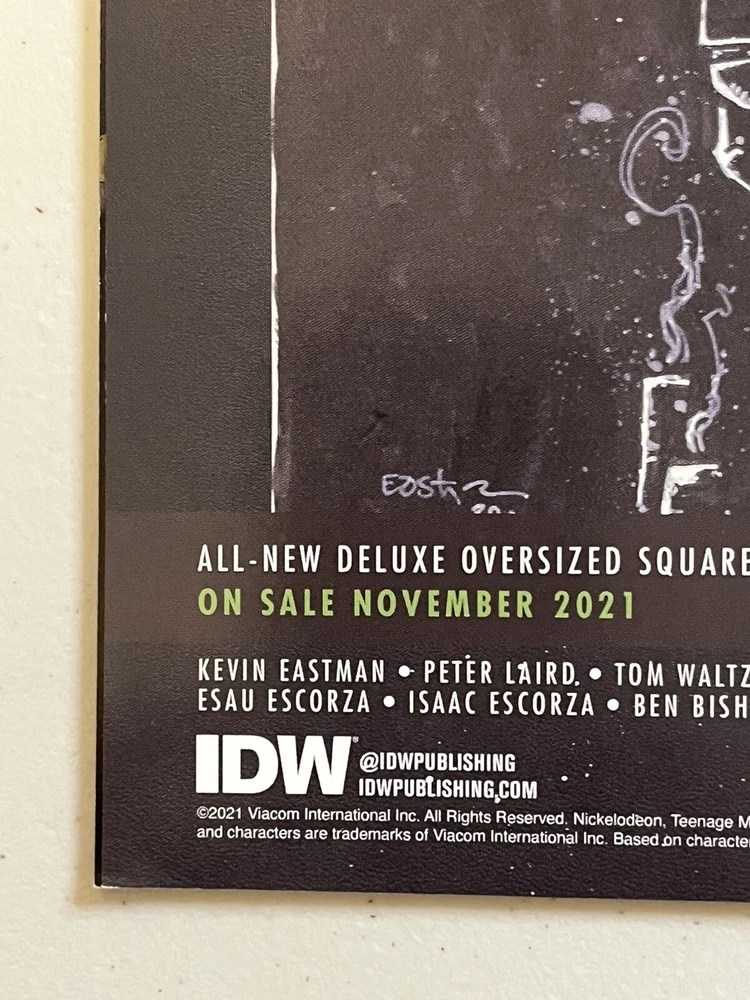 ALL-NEW DELUXE OVERSIZED SQUARE
ON SALE NOVEMBER 2021
KEVIN EASTMAN • PETER LAIRD • TOM WALTZ
ESAU ESCORZA • ISAAC ESCORZA • BEN BISH
IDW
@IDWPUBLISHING
IDWPUBLISHING.COM
©2021 Viacom International Inc. All Rights Reserved. Nickelodeon, Teenage M
and characters are trademarks of Viacom International Inc. Based on character